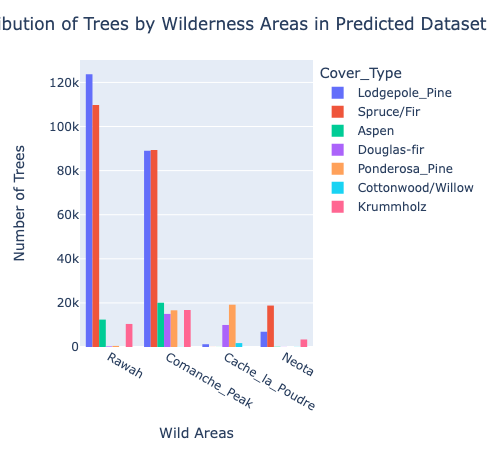 ibution of Trees by Wilderness Areas in Predicted Dataset
Cover_Type
Lodgepole_Pine
Spruce/Fir
Aspen
Douglas-fir
Ponderosa_Pine
Cottonwood/Willow
Krummholz
Number of Trees
120k
100k
80k
60k
40k
20k
0
Rawah
Comanche_Peak
Cache_la_Poudre
Neota
Wild Areas